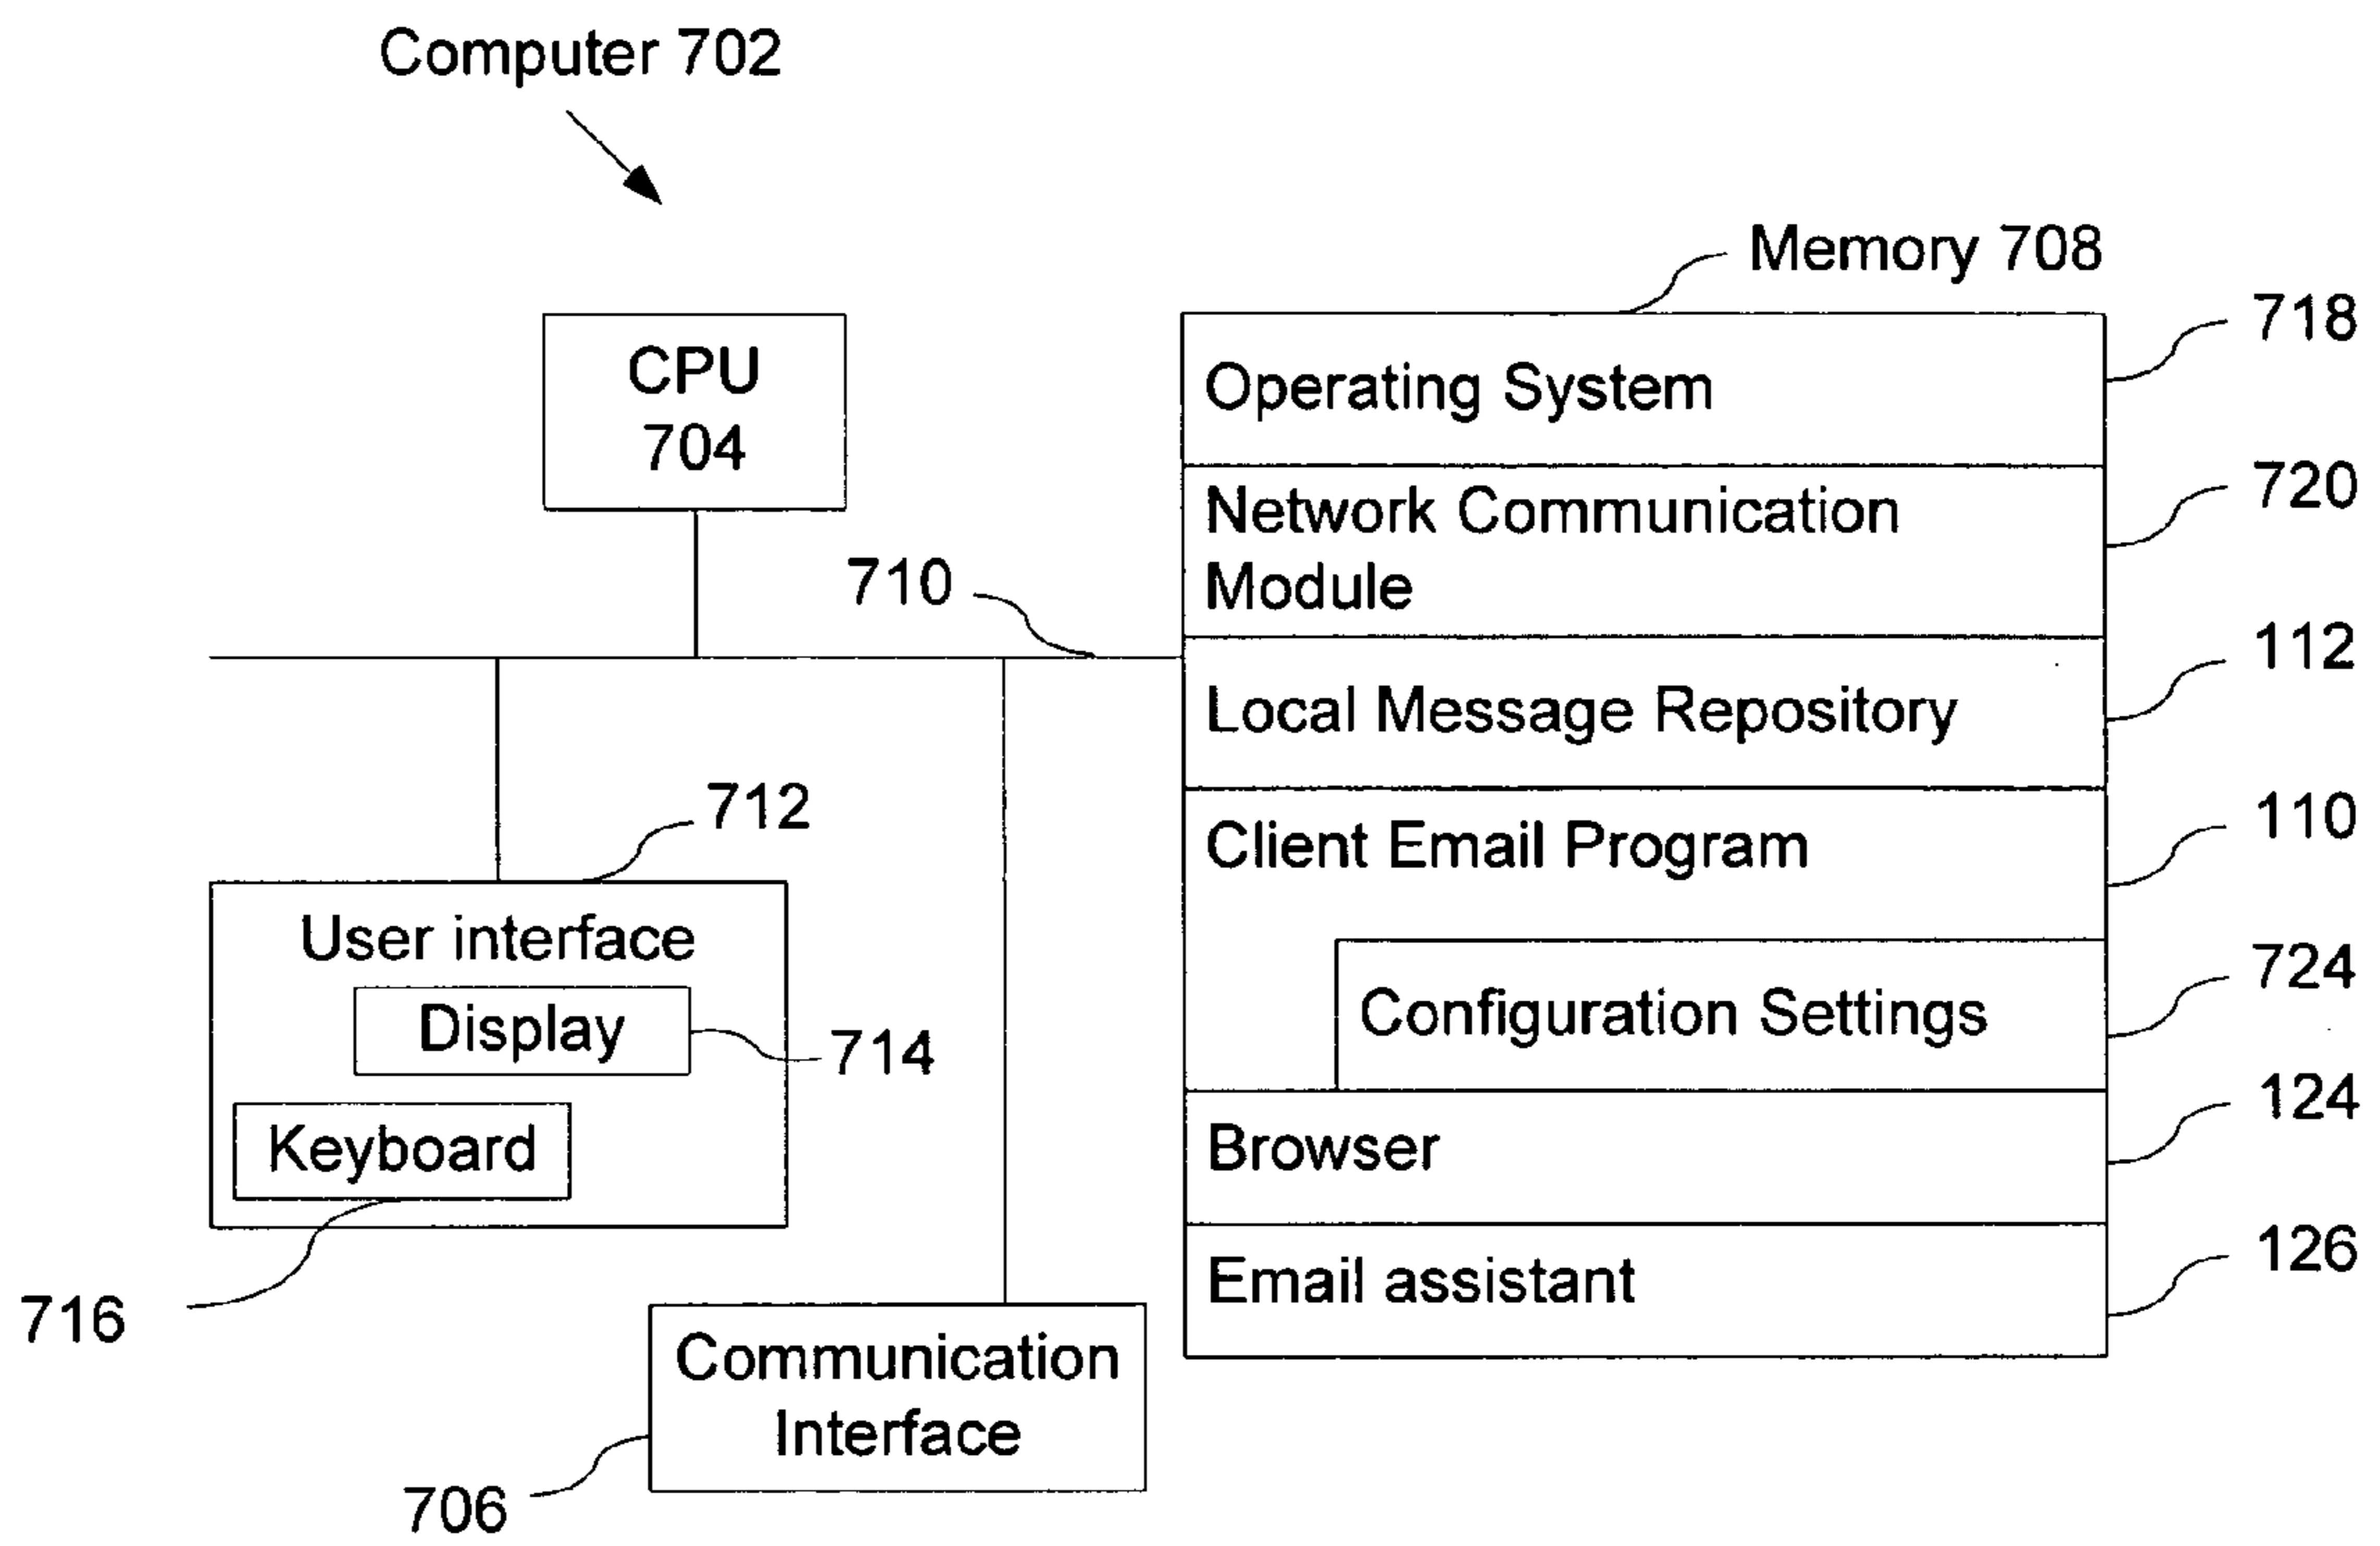 Computer 702
Memory 708
CPU
704
Operating System
718
Network Communication
Module
720
710
Local Message Repository
112
Client Email Program
110
712
User interface
Display
714
Keyboard
716
Configuration Settings
724
Browser
124
Email assistant
126
Communication
Interface
706